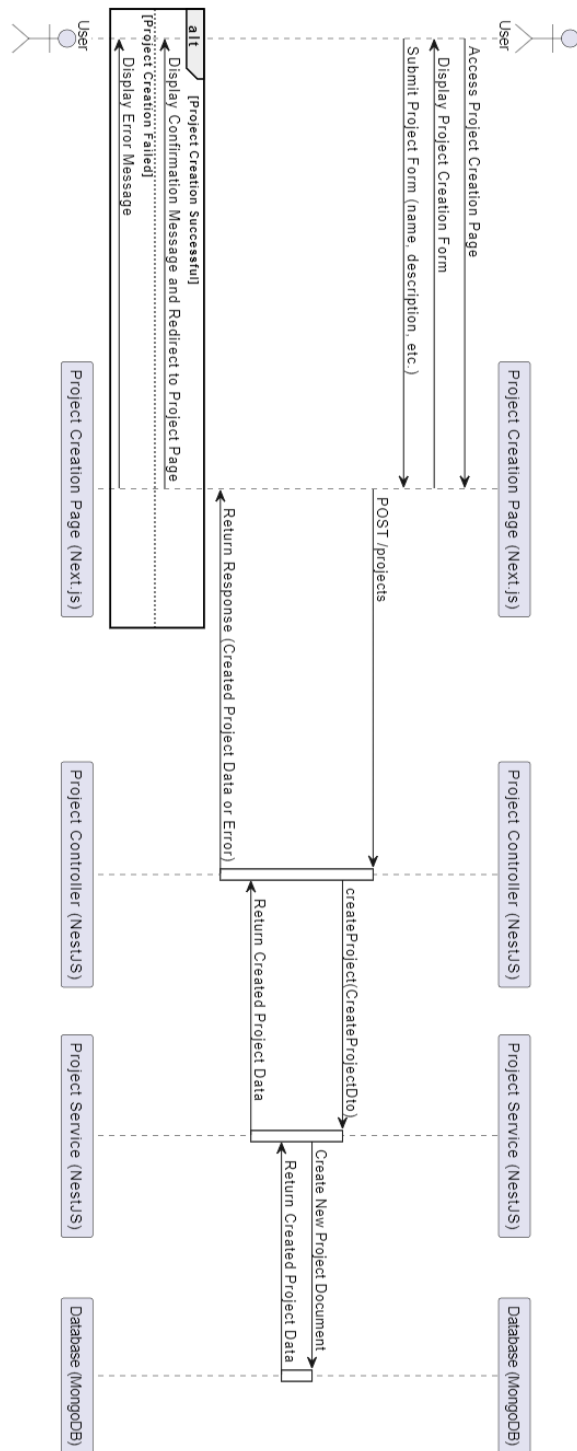 User
Project Creation Page (Next.js)
Project Controller (NestJS)
Project Service (NestJS)
Database (MongoDB)
Access Project Creation Page
Display Project Creation Form
Submit Project Form (name, description, etc.)
POST /projects
createProject(CreateProjectDto)
Create New Project Document
Return Created Project Data
Return Created Project Data
Return Response (Created Project Data or Error)
alt
[Project Creation Successful]
Display Confirmation Message and Redirect to Project Page
[Project Creation Failed]
Display Error Message
User
Project Creation Page (Next.js)
Project Controller (NestJS)
Project Service (NestJS)
Database (MongoDB)